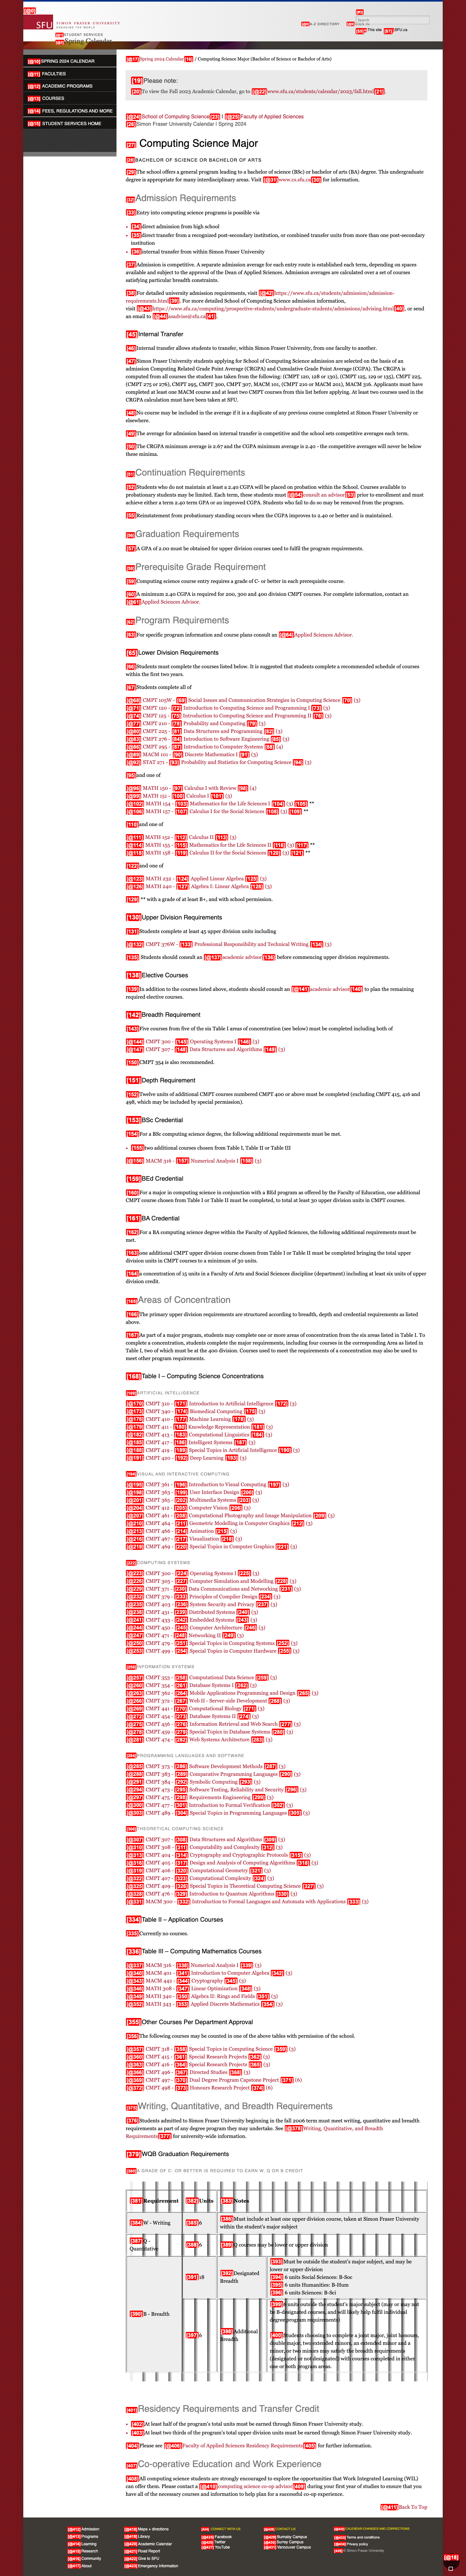 SFU
SIMON FRASER UNIVERSITY
STUDENT SERVICES
Spring Calendar
A-Z DIRECTORY
Search
This site
SFU.ca
SPRING 2024 CALENDAR
FACULTIES
ACADEMIC PROGRAMS
COURSES
FEES, REGULATIONS AND MORE
STUDENT SERVICES HOME
Spring Calendar / Computing Science Major (Bachelor of Science or Bachelor of Arts)
Please note:
To view the Fall 2023 Academic Calendar, go to www.sfu.ca/students/calendar/2023/fall.html
School of Computing Science | Faculty of Applied Sciences
Simon Fraser University Calendar | Spring 2024
Computing Science Major
BACHELOR OF SCIENCE OR BACHELOR OF ARTS
The school offers a general program leading to a bachelor of science (BSc) or bachelor of arts (BA) degree. This undergraduate
degree is appropriate for many interdisciplinary areas. Visit www.cs.sfu.ca for information.
Admission Requirements
Entry into computing science programs is possible via
direct admission from high school
direct transfer from a recognised post-secondary institution, or combined transfer units from more than one post-secondary
institution
internal transfer from within Simon Fraser University
Admission is competitive. A separate admission average for each entry route is established each term, depending on spaces
available and subject to the approval of the Dean of Applied Sciences. Admission averages are calculated over a set of courses
satisfying particular breadth constraints.
For detailed university admission requirements, visit https://www.sfu.ca/students/admission/admission-
requirements.html. For more detailed School of Computing Science admission information,
visit https://www.sfu.ca/computing/prospective-students/undergraduate-students/admissions/advising.html, or send
an email to asadvise@sfu.ca.
Internal Transfer
Internal transfer allows students to transfer, within Simon Fraser University, from one faculty to another.
Simon Fraser University students applying for School of Computing Science admission are selected on the basis of an
admission Computing Related Grade Point Average (CRGPA) and Cumulative Grade Point Average (CGPA). The CRGPA is
computed from all courses the student has taken from the following: (CMPT 120, 128 or 130), (CMPT 125, 129 or 135), CMPT 225,
(CMPT 275 or 276), CMPT 295, CMPT 300, CMPT 307, MACM 101, (CMPT 210 or MACM 201), MACM 316. Applicants must have
completed at least one MACM course and at least two CMPT courses from this list before applying. At least two courses used in the
CRGPA calculation must have been taken at SFU.
No course may be included in the average if it is a duplicate of any previous course completed at Simon Fraser University or
elsewhere.
The average for admission based on internal transfer is competitive and the school sets competitive averages each term.
The CRGPA minimum average is 2.67 and the CGPA minimum average is 2.40 - the competitive averages will never be below
these minima.
Continuation Requirements
Students who do not maintain at least a 2.40 CGPA will be placed on probation within the School. Courses available to
probationary students may be limited. Each term, these students must consult an advisor prior to enrollment and must
achieve either a term 2.40 term GPA or an improved CGPA. Students who fail to do so may be removed from the program.
Reinstatement from probationary standing occurs when the CGPA improves to 2.40 or better and is maintained.
Graduation Requirements
A GPA of 2.00 must be obtained for upper division courses used to fulfil the program requirements.
Prerequisite Grade Requirement
Computing science course entry requires a grade of C- or better in each prerequisite course.
A minimum 2.40 CGPA is required for 200, 300 and 400 division CMPT courses. For complete information, contact an
Applied Sciences Advisor.
Program Requirements
For specific program information and course plans consult an Applied Sciences Advisor.
Lower Division Requirements
Students must complete the courses listed below. It is suggested that students complete a recommended schedule of courses
within the first two years.
Students complete all of
CMPT 105W - Social Issues and Communication Strategies in Computing Science (3)
CMPT 120 - Introduction to Computing Science and Programming I (3)
CMPT 125 - Introduction to Computing Science and Programming II (3)
CMPT 210 - Probability and Computing (3)
CMPT 225 - Data Structures and Programming (3)
CMPT 276 - Introduction to Software Engineering (3)
CMPT 295 - Introduction to Computer Systems (4)
MACM 101 - Discrete Mathematics I (3)
STAT 271 - Probability and Statistics for Computing Science (3)
and one of
MATH 150 - Calculus I with Review (4)
MATH 151 - Calculus I (3)
MATH 154 - Mathematics for the Life Sciences I (3) **
MATH 157 - Calculus I for the Social Sciences (3) **
and one of
MATH 152 - Calculus II (3)
MATH 155 - Mathematics for the Life Sciences II (3) **
MATH 158 - Calculus II for the Social Sciences (3) **
and one of
MATH 232 - Applied Linear Algebra (3)
MATH 240 - Algebra I: Linear Algebra (3)
** with a grade of at least B+, and with school permission.
Upper Division Requirements
Students complete at least 45 upper division units including
CMPT 376W - Professional Responsibility and Technical Writing (3)
Students should consult an academic advisor before commencing upper division requirements.
Elective Courses
In addition to the courses listed above, students should consult an academic advisor to plan the remaining
required elective courses.
Breadth Requirement
Five courses from five of the six Table I areas of concentration (see below) must be completed including both of
CMPT 300 - Operating Systems I (3)
CMPT 307 - Data Structures and Algorithms (3)
CMPT 354 is also recommended.
Depth Requirement
Twelve units of additional CMPT courses numbered CMPT 400 or above must be completed (excluding CMPT 415, 416 and
498, which may be included by special permission).
BSc Credential
For a BSc computing science degree, the following additional requirements must be met.
two additional courses chosen from Table I, Table II or Table III
MACM 316 - Numerical Analysis I (3)
BEd Credential
For a major in computing science in conjunction with a BEd program as offered by the Faculty of Education, one additional
CMPT course chosen from Table I or Table II must be completed, to total at least 30 upper division units in CMPT courses.
BA Credential
For a BA computing science degree within the Faculty of Applied Sciences, the following additional requirements must be
met.
one additional CMPT upper division course chosen from Table I or Table II must be completed bringing the total upper
division units in CMPT courses to a minimum of 30 units.
a concentration of 15 units in a Faculty of Arts and Social Sciences discipline (department) including at least six units of upper
division credit.
Areas of Concentration
The primary upper division requirements are structured according to breadth, depth and credential requirements as listed
above.
As part of a major program, students may complete one or more areas of concentration from the six areas listed in Table I. To
complete a concentration, students complete the major requirements, including four courses at the corresponding Area as listed in
Table I, two of which must be at the 400 division. Courses used to meet the requirements of a concentration may also be used to
meet other program requirements.
Table I – Computing Science Concentrations
ARTIFICIAL INTELLIGENCE
CMPT 310 - Introduction to Artificial Intelligence (3)
CMPT 340 - Biomedical Computing (3)
CMPT 410 - Machine Learning (3)
CMPT 411 - Knowledge Representation (3)
CMPT 413 - Computational Linguistics (3)
CMPT 417 - Intelligent Systems (3)
CMPT 419 - Special Topics in Artificial Intelligence (3)
CMPT 420 - Deep Learning (3)
VISUAL AND INTERACTIVE COMPUTING
CMPT 361 - Introduction to Visual Computing (3)
CMPT 363 - User Interface Design (3)
CMPT 365 - Multimedia Systems (3)
CMPT 412 - Computer Vision (3)
CMPT 461 - Computational Photography and Image Manipulation (3)
CMPT 464 - Geometric Modelling in Computer Graphics (3)
CMPT 466 - Animation (3)
CMPT 467 - Visualization (3)
CMPT 469 - Special Topics in Computer Graphics (3)
COMPUTING SYSTEMS
CMPT 300 - Operating Systems I (3)
CMPT 305 - Computer Simulation and Modelling (3)
CMPT 371 - Data Communications and Networking (3)
CMPT 379 - Principles of Compiler Design (3)
CMPT 403 - System Security and Privacy (3)
CMPT 431 - Distributed Systems (3)
CMPT 433 - Embedded Systems (3)
CMPT 450 - Computer Architecture (3)
CMPT 471 - Networking II (3)
CMPT 479 - Special Topics in Computing Systems (3)
CMPT 499 - Special Topics in Computer Hardware (3)
INFORMATION SYSTEMS
CMPT 353 - Computational Data Science (3)
CMPT 354 - Database Systems I (3)
CMPT 362 - Mobile Applications Programming and Design (3)
CMPT 372 - Web II - Server-side Development (3)
CMPT 441 - Computational Biology (3)
CMPT 454 - Database Systems II (3)
CMPT 456 - Information Retrieval and Web Search (3)
CMPT 459 - Special Topics in Database Systems (3)
CMPT 474 - Web Systems Architecture (3)
PROGRAMMING LANGUAGES AND SOFTWARE
CMPT 373 - Software Development Methods (3)
CMPT 383 - Comparative Programming Languages (3)
CMPT 384 - Symbolic Computing (3)
CMPT 473 - Software Testing, Reliability and Security (3)
CMPT 475 - Requirements Engineering (3)
CMPT 477 - Introduction to Formal Verification (3)
CMPT 489 - Special Topics in Programming Languages (3)
THEORETICAL COMPUTING SCIENCE
CMPT 307 - Data Structures and Algorithms (3)
CMPT 308 - Computability and Complexity (3)
CMPT 404 - Cryptography and Cryptographic Protocols (3)
CMPT 405 - Design and Analysis of Computing Algorithms (3)
CMPT 406 - Computational Geometry (3)
CMPT 407 - Computational Complexity (3)
CMPT 409 - Special Topics in Theoretical Computing Science (3)
CMPT 476 - Introduction to Quantum Algorithms (3)
MACM 300 - Introduction to Formal Languages and Automata with Applications (3)
Table II – Application Courses
Currently no courses.
Table III – Computing Mathematics Courses
MACM 316 - Numerical Analysis I (3)
MACM 401 - Introduction to Computer Algebra (3)
MACM 442 - Cryptography (3)
MATH 308 - Linear Optimization (3)
MATH 340 - Algebra II: Rings and Fields (3)
MATH 343 - Applied Discrete Mathematics (3)
Other Courses Per Department Approval
The following courses may be counted in one of the above tables with permission of the school.
CMPT 318 - Special Topics in Computing Science (3)
CMPT 415 - Special Research Projects (3)
CMPT 416 - Special Research Projects (3)
CMPT 496 - Directed Studies (3)
CMPT 497 - Dual Degree Program Capstone Project (6)
CMPT 498 - Honours Research Project (6)
Writing, Quantitative, and Breadth Requirements
Students admitted to Simon Fraser University beginning in the fall 2006 term must meet writing, quantitative and breadth
requirements as part of any degree program they may undertake. See Writing, Quantitative, and Breadth
Requirements for university-wide information.
WQB Graduation Requirements
A GRADE OF C- OR BETTER IS REQUIRED TO EARN W, Q OR B CREDIT
Requirement Units Notes
W - Writing 6 Must include at least one upper division course, taken at Simon Fraser University
within the student's major subject
Q - Quantitative 6 Q courses may be lower or upper division
B - Breadth 18 Designated Breadth Must be outside the student's major subject, and may be
lower or upper division
6 units Social Sciences: B-Soc
6 units Humanities: B-Hum
6 units Sciences: B-Sci
6 Additional Breadth 6 units outside the student's major subject (may or may not
be B-designated courses, and will likely help fulfil individual
degree program requirements)
Students choosing to complete a joint major, joint honours,
double major, two extended minors, an extended minor and a
minor, or two minors may satisfy the breadth requirements
(designated or not designated) with courses completed in either
one or both program areas.
Residency Requirements and Transfer Credit
At least half of the program's total units must be earned through Simon Fraser University study.
At least two thirds of the program's total upper division units must be earned through Simon Fraser University study.
Please see Faculty of Applied Sciences Residency Requirements for further information.
Co-operative Education and Work Experience
All computing science students are strongly encouraged to explore the opportunities that Work Integrated Learning (WIL)
can offer them. Please contact a computing science co-op advisor during your first year of studies to ensure that you
have all of the necessary courses and information to help plan for a successful co-op experience.
Back To Top
Admission
Programs
Learning
Research
Community
About
Maps + directions
Library
Academic Calendar
Road Report
Give to SFU
Emergency Information
CONNECT WITH US
Facebook
Twitter
YouTube
CONTACT US
Burnaby Campus
Surrey Campus
Vancouver Campus
CALENDAR CHANGES AND CORRECTIONS
Terms and conditions
Privacy policy
© Simon Fraser University